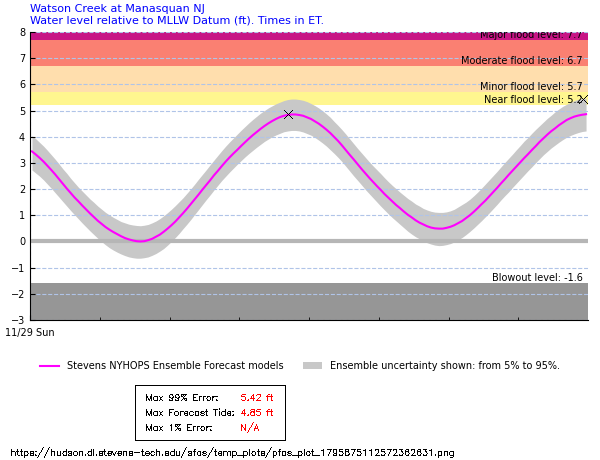 Watson Creek at Manasquan NJ
Water level relative to MLLW Datum (ft). Times in ET.
8
Major flood level: 7.7
7
Moderate flood level: 6.7
6
Minor flood level: 5.7
Near flood level: 5.2
5
4
3
2
1
0
−1
Blowout level: -1.6
−2
−3
11/29 Sun
Stevens NYHOPS Ensemble Forecast models
Ensemble uncertainty shown: from 5% to 95%.
Max 99% Error: 5.42 ft
Max Forecast Tide: 4.85 ft
Max 1% Error: N/A
https://hudson.dl.stevens-tech.edu/sfas/temp_plots/pfas_plot_1795875112572362631.png